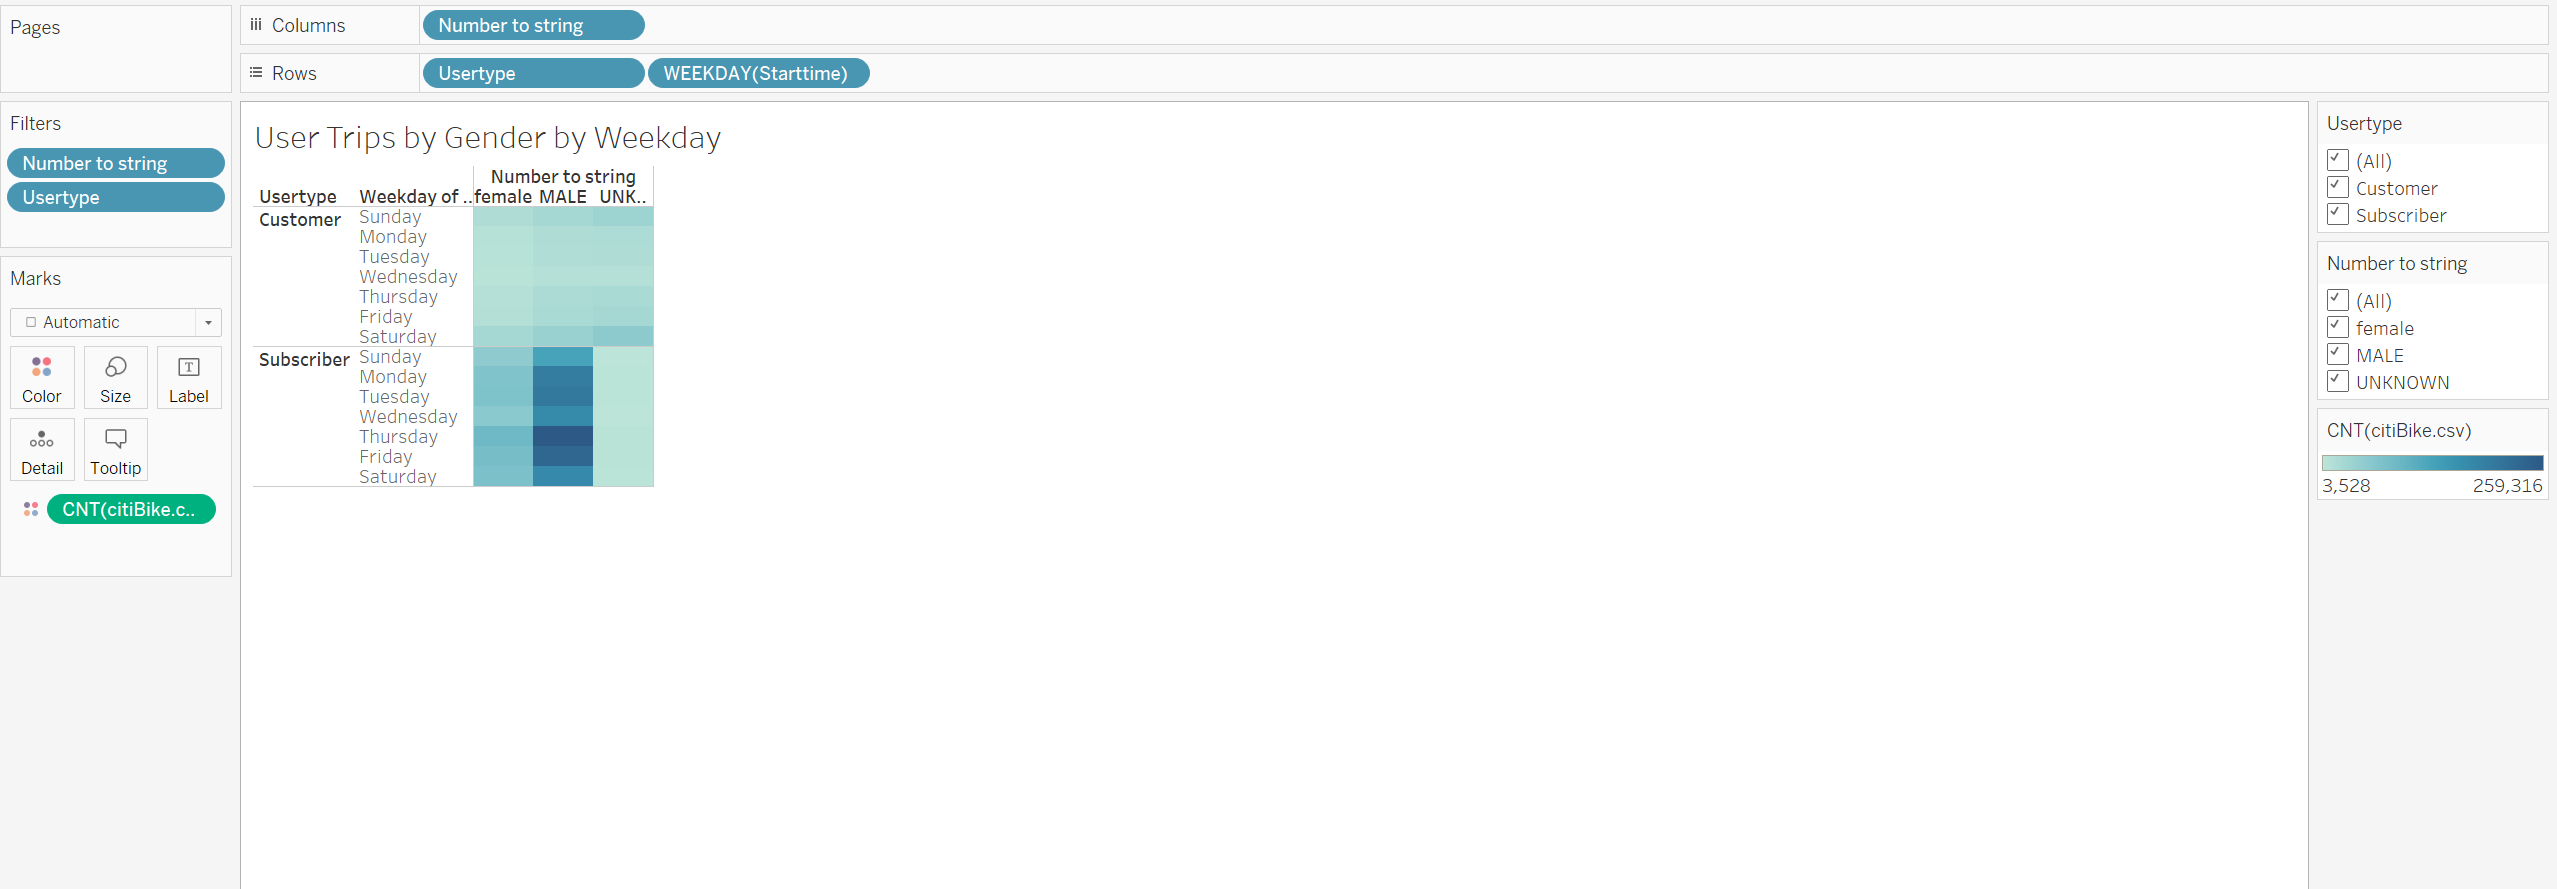 Pages
Columns
Number to string
Rows
Usertype
WEEKDAY(Starttime)
Filters
Number to string
Usertype
Marks
Automatic
Color
Size
Label
Detail
Tooltip
CNT(citiBike.c..
User Trips by Gender by Weekday
Number to string
Usertype
Weekday of ..
female
MALE
UNK..
Customer
Sunday
Monday
Tuesday
Wednesday
Thursday
Friday
Saturday
Subscriber
Sunday
Monday
Tuesday
Wednesday
Thursday
Friday
Saturday
Usertype
(All)
Customer
Subscriber
Number to string
(All)
female
MALE
UNKNOWN
CNT(citiBike.csv)
3,528
259,316